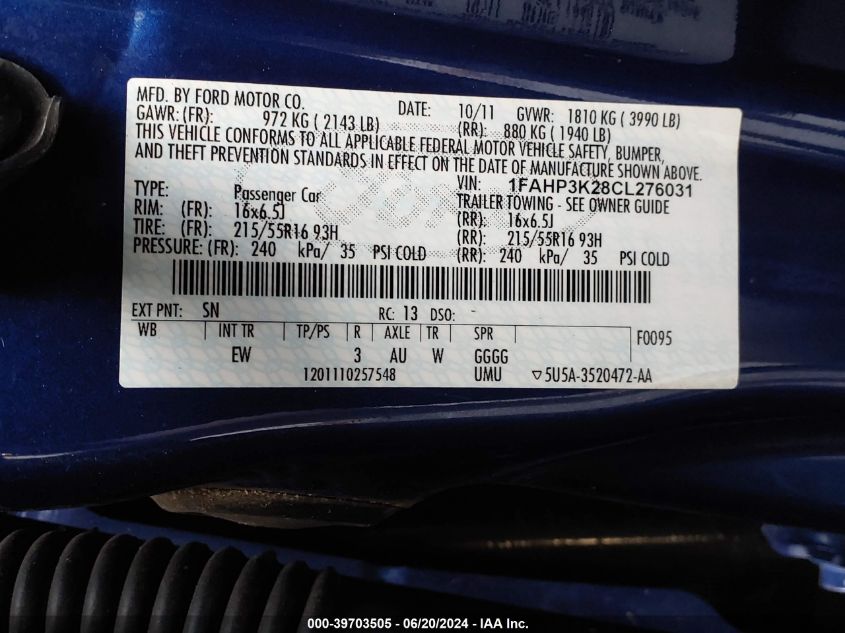 MFD. BY FORD MOTOR CO. DATE: 10/11 GVWR: 1810 KG ( 3990 LB)
GAWR: (FR): 972 KG ( 2143 LB) (RR): 880 KG ( 1940 LB)
THIS VEHICLE CONFORMS TO ALL APPLICABLE FEDERAL MOTOR VEHICLE SAFETY, BUMPER,
AND THEFT PREVENTION STANDARDS IN EFFECT ON THE DATE OF MANUFACTURE SHOWN ABOVE.
VIN: 1FAHP3K28CL276031
TYPE: Passenger Car TRAILER TOWING - SEE OWNER GUIDE
RIM: (FR): 16x6.5J (RR): 16x6.5J
TIRE: (FR): 215/55R16 93H (RR): 215/55R16 93H
PRESSURE: (FR): 240 kPa/ 35 PSI COLD (RR): 240 kPa/ 35 PSI COLD
EXT PNT: SN RC: 13 DSO: -
WB INT TR TP/PS R AXLE TR SPR F0095
EW 3 AU W GGGG
1201110257548 UMU ▽5U5A-3520472-AA
000-39703505 - 06/20/2024 - IAA Inc.